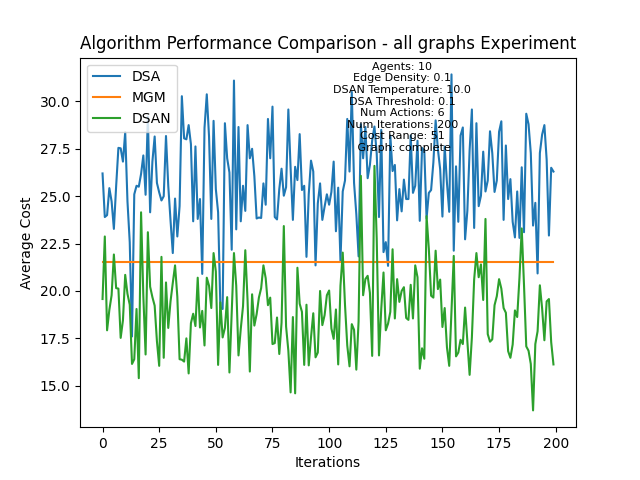 Algorithm Performance Comparison - all graphs Experiment
DSA
MGM
DSAN
Agents: 10
Edge Density: 0.1
DSAN Temperature: 10.0
DSA Threshold: 0.1
Num Actions: 6
Num Iterations: 200
Cost Range: 51
Graph: complete
Average Cost
30.0
27.5
25.0
22.5
20.0
17.5
15.0
0 25 50 75 100 125 150 175 200
Iterations